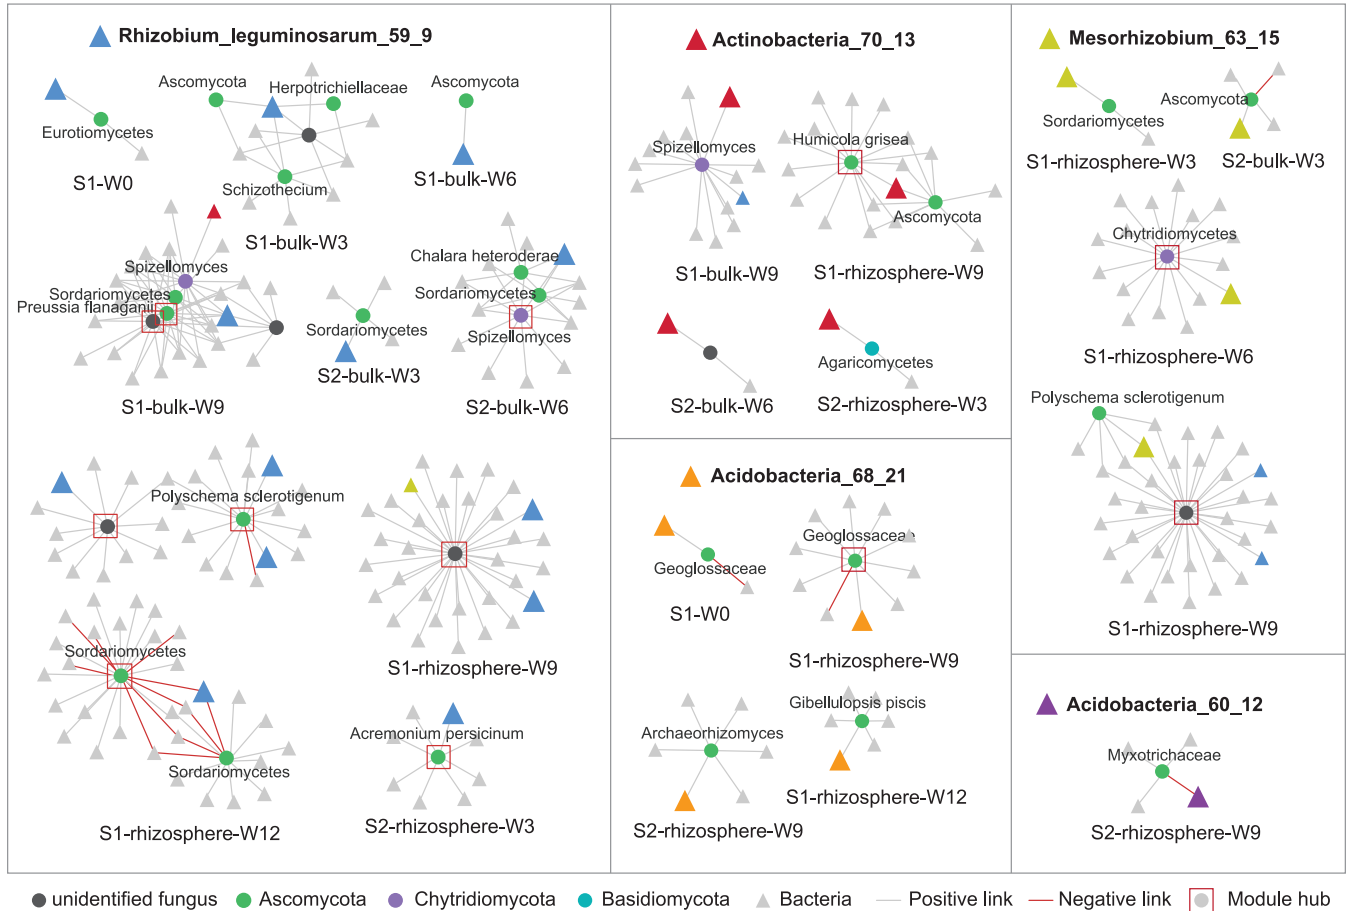 Rhizobium_leguminosarum_59_9
Ascomycota
Herpotrichiellaceae
Ascomycota
Eurotiomycetes
S1-W0
Schizothecium
S1-bulk-W6
S1-bulk-W3
Spizellomyces
Sordariomycetes
Preussia flanaganii
S1-bulk-W9
Sordariomycetes
S2-bulk-W3
Chalara heteroderae
Sordariomycetes
Spizellomyces
S2-bulk-W6
Polyschema sclerotigenum
S1-rhizosphere-W9
Sordariomycetes
Sordariomycetes
S1-rhizosphere-W12
Acremonium persicinum
S2-rhizosphere-W3
Actinobacteria_70_13
Spizellomyces
S1-bulk-W9
Humicola grisea
Ascomycota
S1-rhizosphere-W9
S2-bulk-W6
Agaricomycetes
S2-rhizosphere-W3
Acidobacteria_68_21
Geoglossaceae
S1-W0
Geoglossaceae
S1-rhizosphere-W9
Archaeorhizomyces
S2-rhizosphere-W9
Gibellulopsis piscis
S1-rhizosphere-W12
Mesorhizobium_63_15
Sordariomycetes
S1-rhizosphere-W3
Ascomycota
S2-bulk-W3
Chytridiomycetes
S1-rhizosphere-W6
Polyschema sclerotigenum
S1-rhizosphere-W9
Acidobacteria_60_12
Myxotrichaceae
S2-rhizosphere-W9
unidentified fungus Ascomycota Chytridiomycota Basidiomycota Bacteria Positive link Negative link Module hub